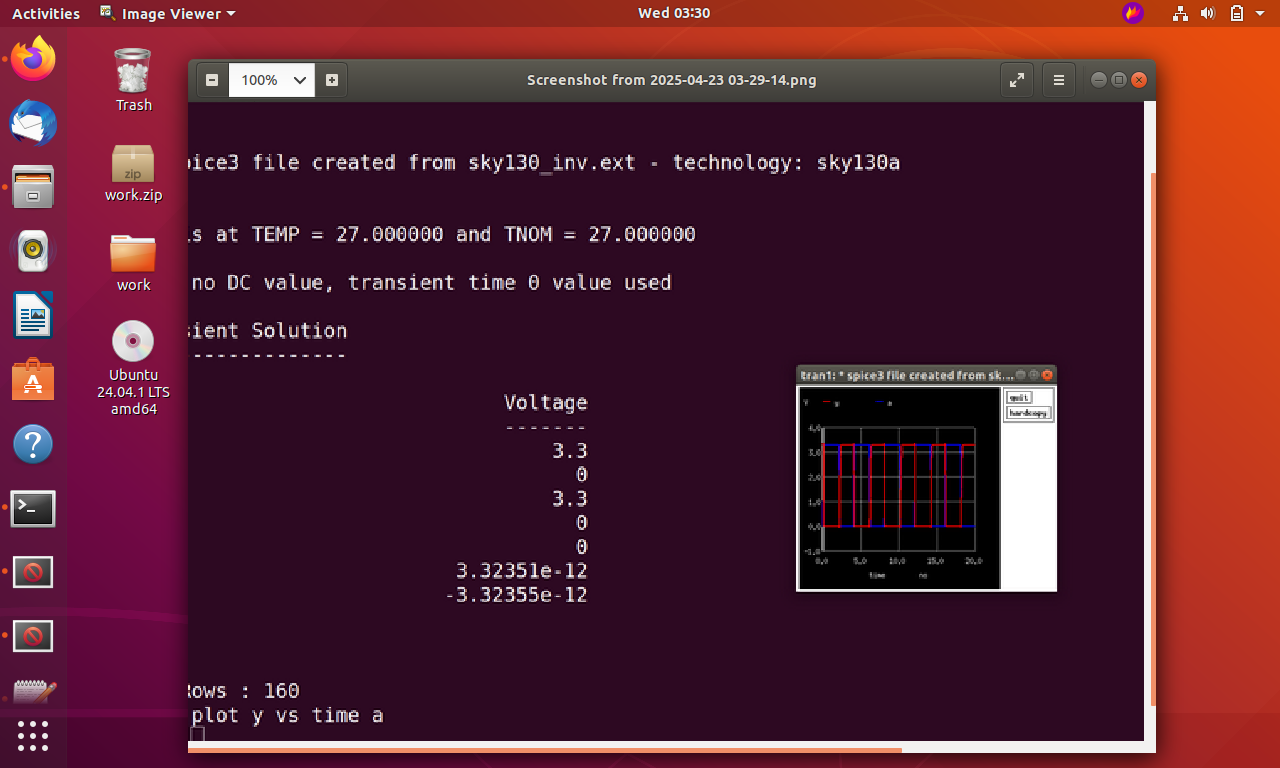 Activities Image Viewer Wed 03:30
100% Screenshot from 2025-04-23 03-29-14.png
Trash
zip
work.zip
work
Ubuntu
24.04.1 LTS
amd64
pice3 file created from sky130_inv.ext - technology: sky130a
s at TEMP = 27.000000 and TNOM = 27.000000
no DC value, transient time 0 value used
sient Solution
-------------
Voltage
-------
3.3
0
3.3
0
0
3.32351e-12
-3.32355e-12
Rows : 160
plot y vs time a
tran1: * spice3 file created from sk...
quit
hardcopy
V y a
4.0
3.0
2.0
1.0
0.0
-1.0
0.0 5.0 10.0 15.0 20.0
time